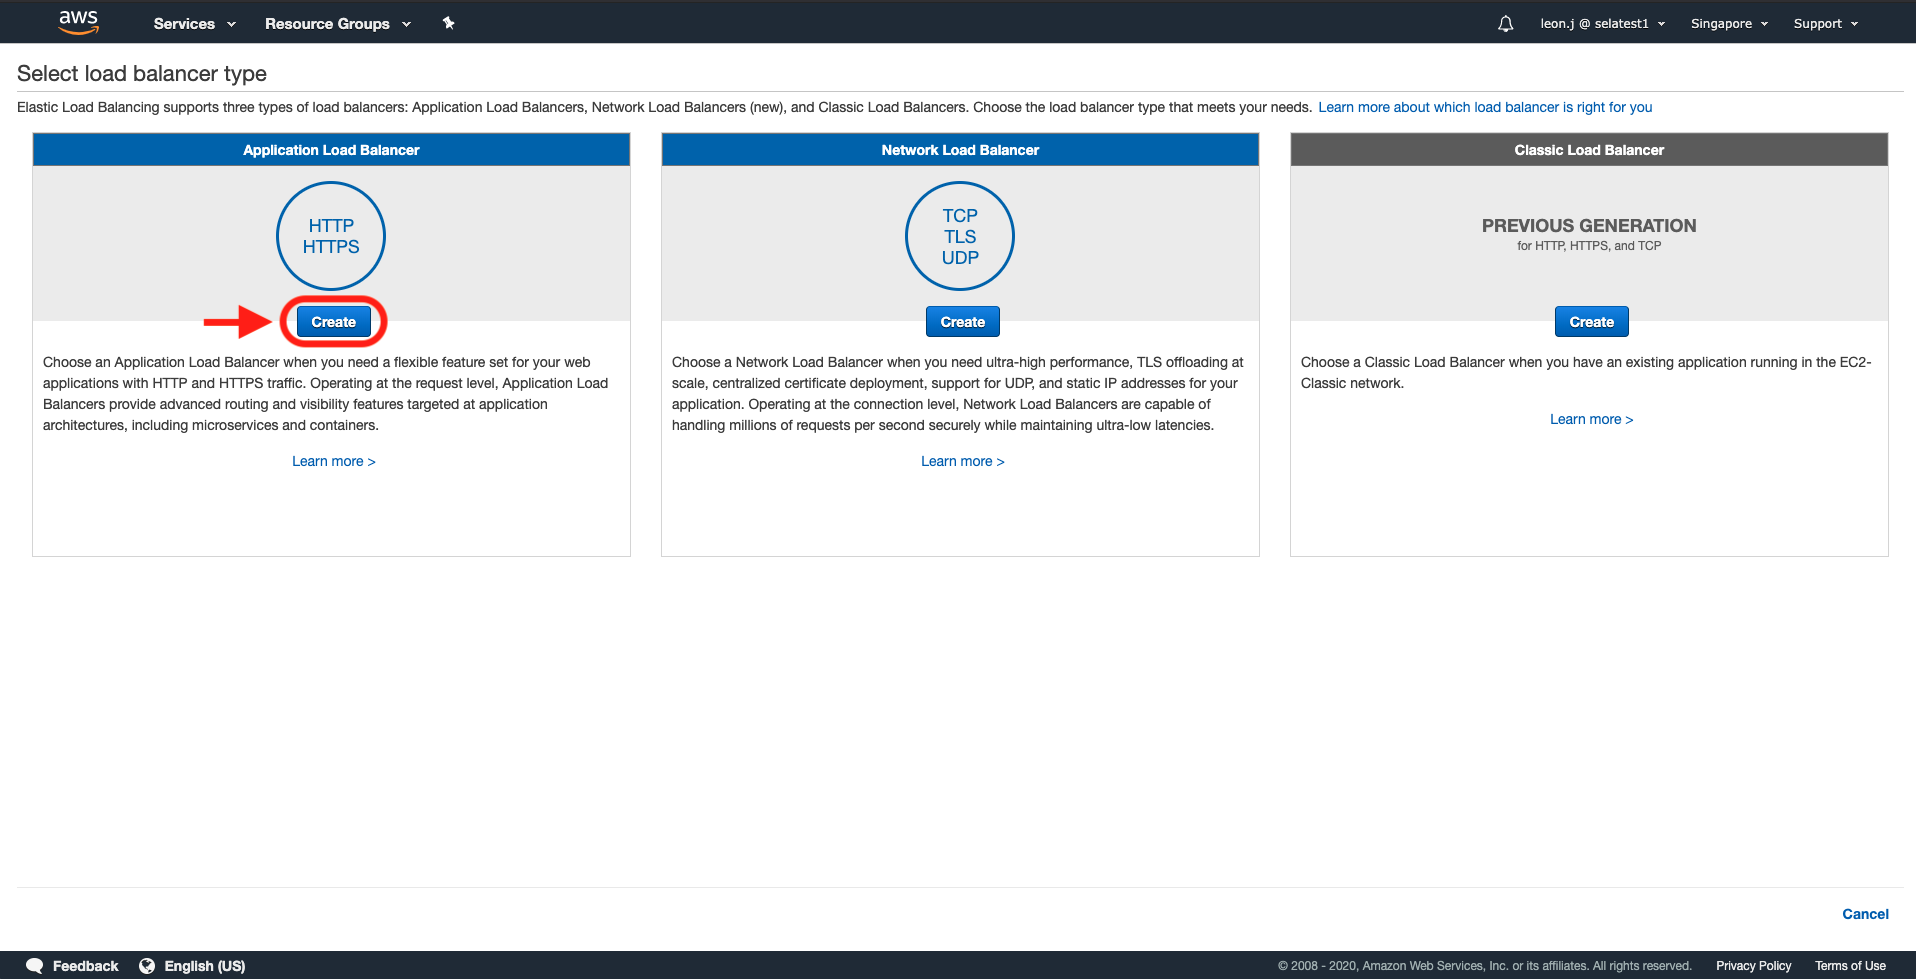 aws Services Resource Groups leon.j @ selatest1 Singapore Support
Select load balancer type
Elastic Load Balancing supports three types of load balancers: Application Load Balancers, Network Load Balancers (new), and Classic Load Balancers. Choose the load balancer type that meets your needs. Learn more about which load balancer is right for you
Application Load Balancer
HTTP
HTTPS
Create
Choose an Application Load Balancer when you need a flexible feature set for your web
applications with HTTP and HTTPS traffic. Operating at the request level, Application Load
Balancers provide advanced routing and visibility features targeted at application
architectures, including microservices and containers.
Learn more >
Network Load Balancer
TCP
TLS
UDP
Create
Choose a Network Load Balancer when you need ultra-high performance, TLS offloading at
scale, centralized certificate deployment, support for UDP, and static IP addresses for your
application. Operating at the connection level, Network Load Balancers are capable of
handling millions of requests per second securely while maintaining ultra-low latencies.
Learn more >
Classic Load Balancer
PREVIOUS GENERATION
for HTTP, HTTPS, and TCP
Create
Choose a Classic Load Balancer when you have an existing application running in the EC2-
Classic network.
Learn more >
Cancel
Feedback English (US) © 2008 - 2020, Amazon Web Services, Inc. or its affiliates. All rights reserved. Privacy Policy Terms of Use